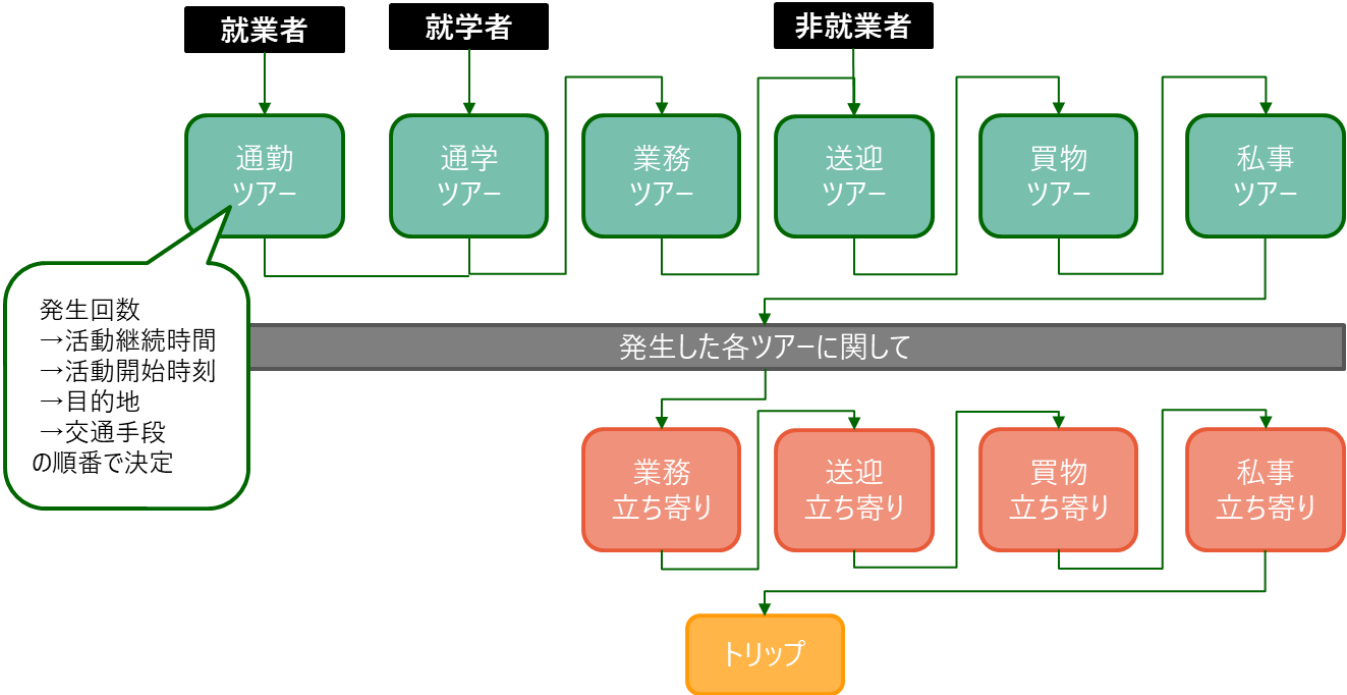 就業者
就学者
非就業者
通勤
ツアー
通学
ツアー
業務
ツアー
送迎
ツアー
買物
ツアー
私事
ツアー
発生回数
→活動継続時間
→活動開始時刻
→目的地
→交通手段
の順番で決定
発生した各ツアーに関して
業務
立ち寄り
送迎
立ち寄り
買物
立ち寄り
私事
立ち寄り
トリップ